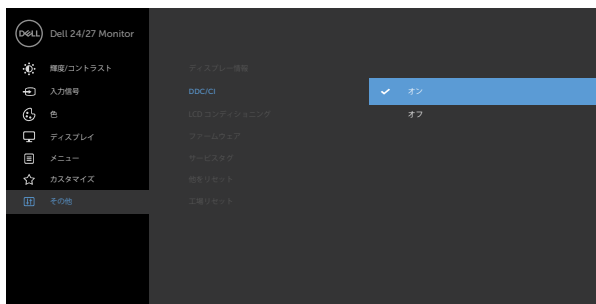 DELL
Dell 24/27 Monitor
輝度/コントラスト
入力信号
色
ディスプレイ
メニュー
カスタマイズ
その他
ディスプレー情報
DDC/CI
LCD コンディショニング
ファームウェア
サービスタグ
他をリセット
工場リセット
オン
オフ